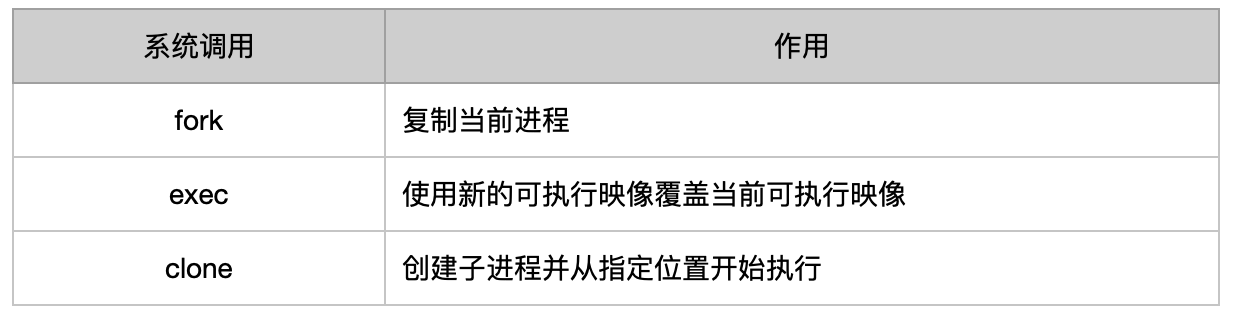 系统调用 作用
fork 复制当前进程
exec 使用新的可执行映像覆盖当前可执行映像
clone 创建子进程并从指定位置开始执行